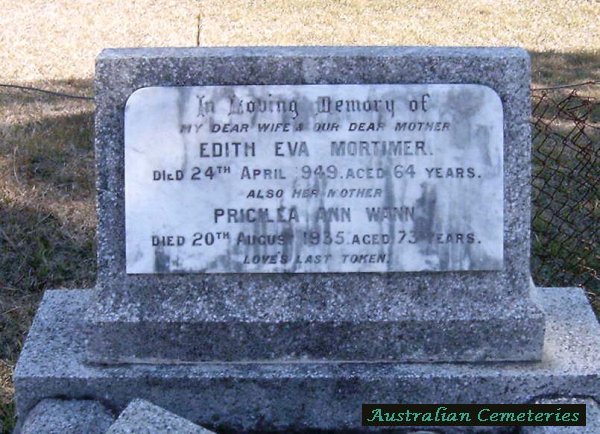 In Loving Memory of
MY DEAR WIFE & OUR DEAR MOTHER
EDITH EVA MORTIMER.
DIED 24TH APRIL 1949. AGED 64 YEARS.
ALSO HER MOTHER
PRICILLA ANN WANN
DIED 20TH AUGUST 1935. AGED 73 YEARS.
LOVE'S LAST TOKEN.
Australian Cemeteries